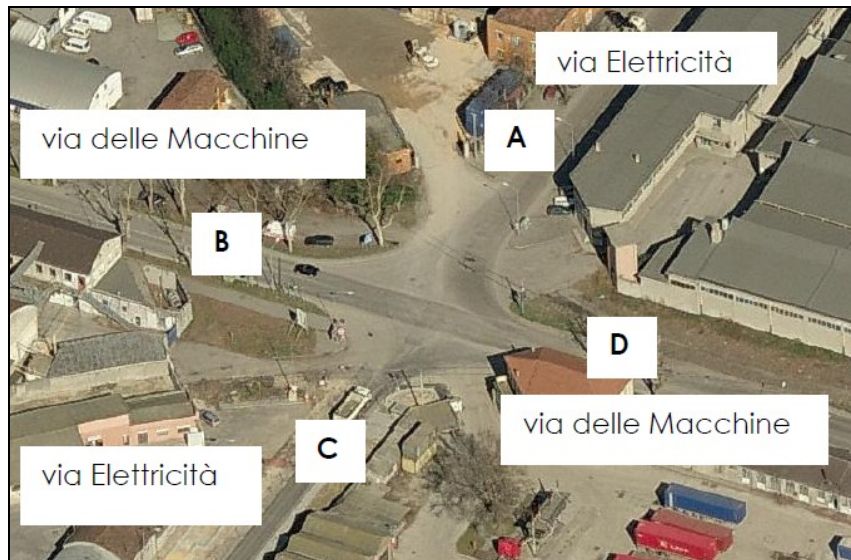 via Elettricità
A
via delle Macchine
B
D
via delle Macchine
C
via Elettricità